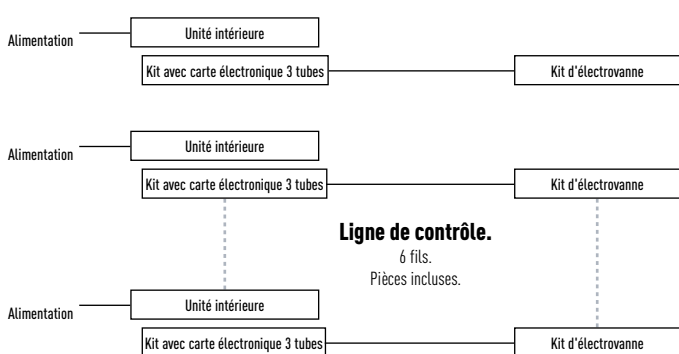 Unité intérieure
Alimentation
Kit avec carte électronique 3 tubes
Kit d'électrovanne
Unité intérieure
Alimentation
Kit avec carte électronique 3 tubes
Kit d'électrovanne
Ligne de contrôle.
6 fils.
Pièces incluses.
Unité intérieure
Alimentation
Kit avec carte électronique 3 tubes
Kit d'électrovanne